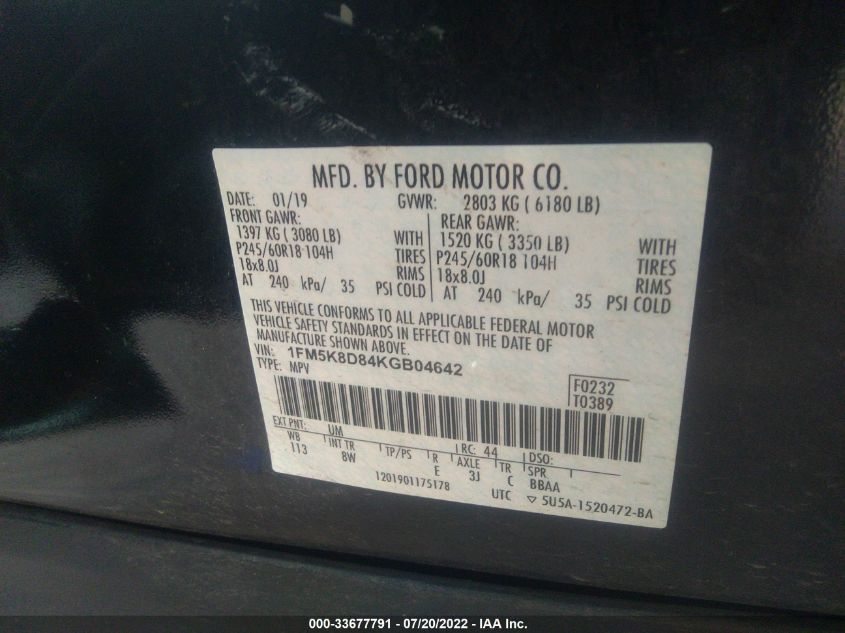 MFD. BY FORD MOTOR CO.
DATE: 01/19 GVWR: 2803 KG ( 6180 LB)
FRONT GAWR: REAR GAWR:
1397 KG ( 3080 LB) WITH 1520 KG ( 3350 LB) WITH
P245/60R18 104H TIRES P245/60R18 104H TIRES
18x8.0J RIMS 18x8.0J RIMS
AT 240 kPa/ 35 PSI COLD AT 240 kPa/ 35 PSI COLD
THIS VEHICLE CONFORMS TO ALL APPLICABLE FEDERAL MOTOR
VEHICLE SAFETY STANDARDS IN EFFECT ON THE DATE OF
MANUFACTURE SHOWN ABOVE.
VIN: 1FM5K8D84KGB04642
TYPE: MPV
F0232
T0389
EXT PNT: UM RC: 44 DSO:
WB INT TR TP/PS R AXLE TR SPR
113 8W E 3J C BBAA
1201901175178 UTC ▽ 5U5A-1520472-BA
000-33677791 - 07/20/2022 - IAA Inc.